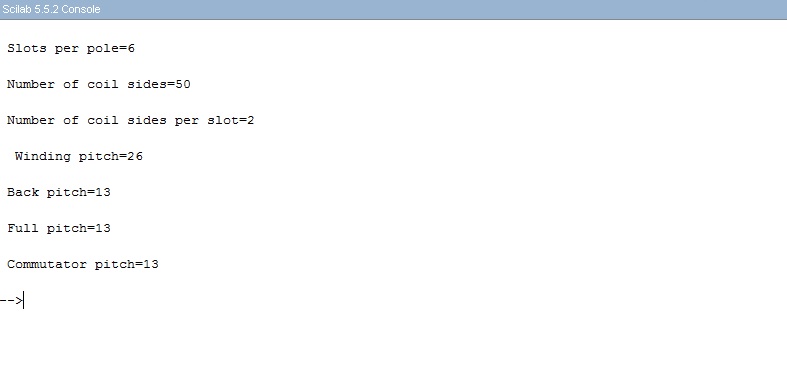 Scilab 5.5.2 Console
Slots per pole=6
Number of coil sides=50
Number of coil sides per slot=2
Winding pitch=26
Back pitch=13
Full pitch=13
Commutator pitch=13
-->